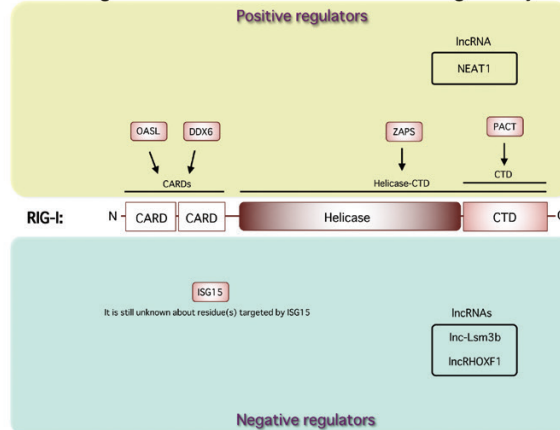 Positive regulators
lncRNA
NEAT1
OASL
DDX6
ZAPS
PACT
CARDs
Helicase-CTD
CTD
RIG-I: N CARD CARD Helicase CTD
ISG15
It is still unknown about residue(s) targeted by ISG15
lncRNAs
lnc-Lsm3b
lncRHOXF1
Negative regulators